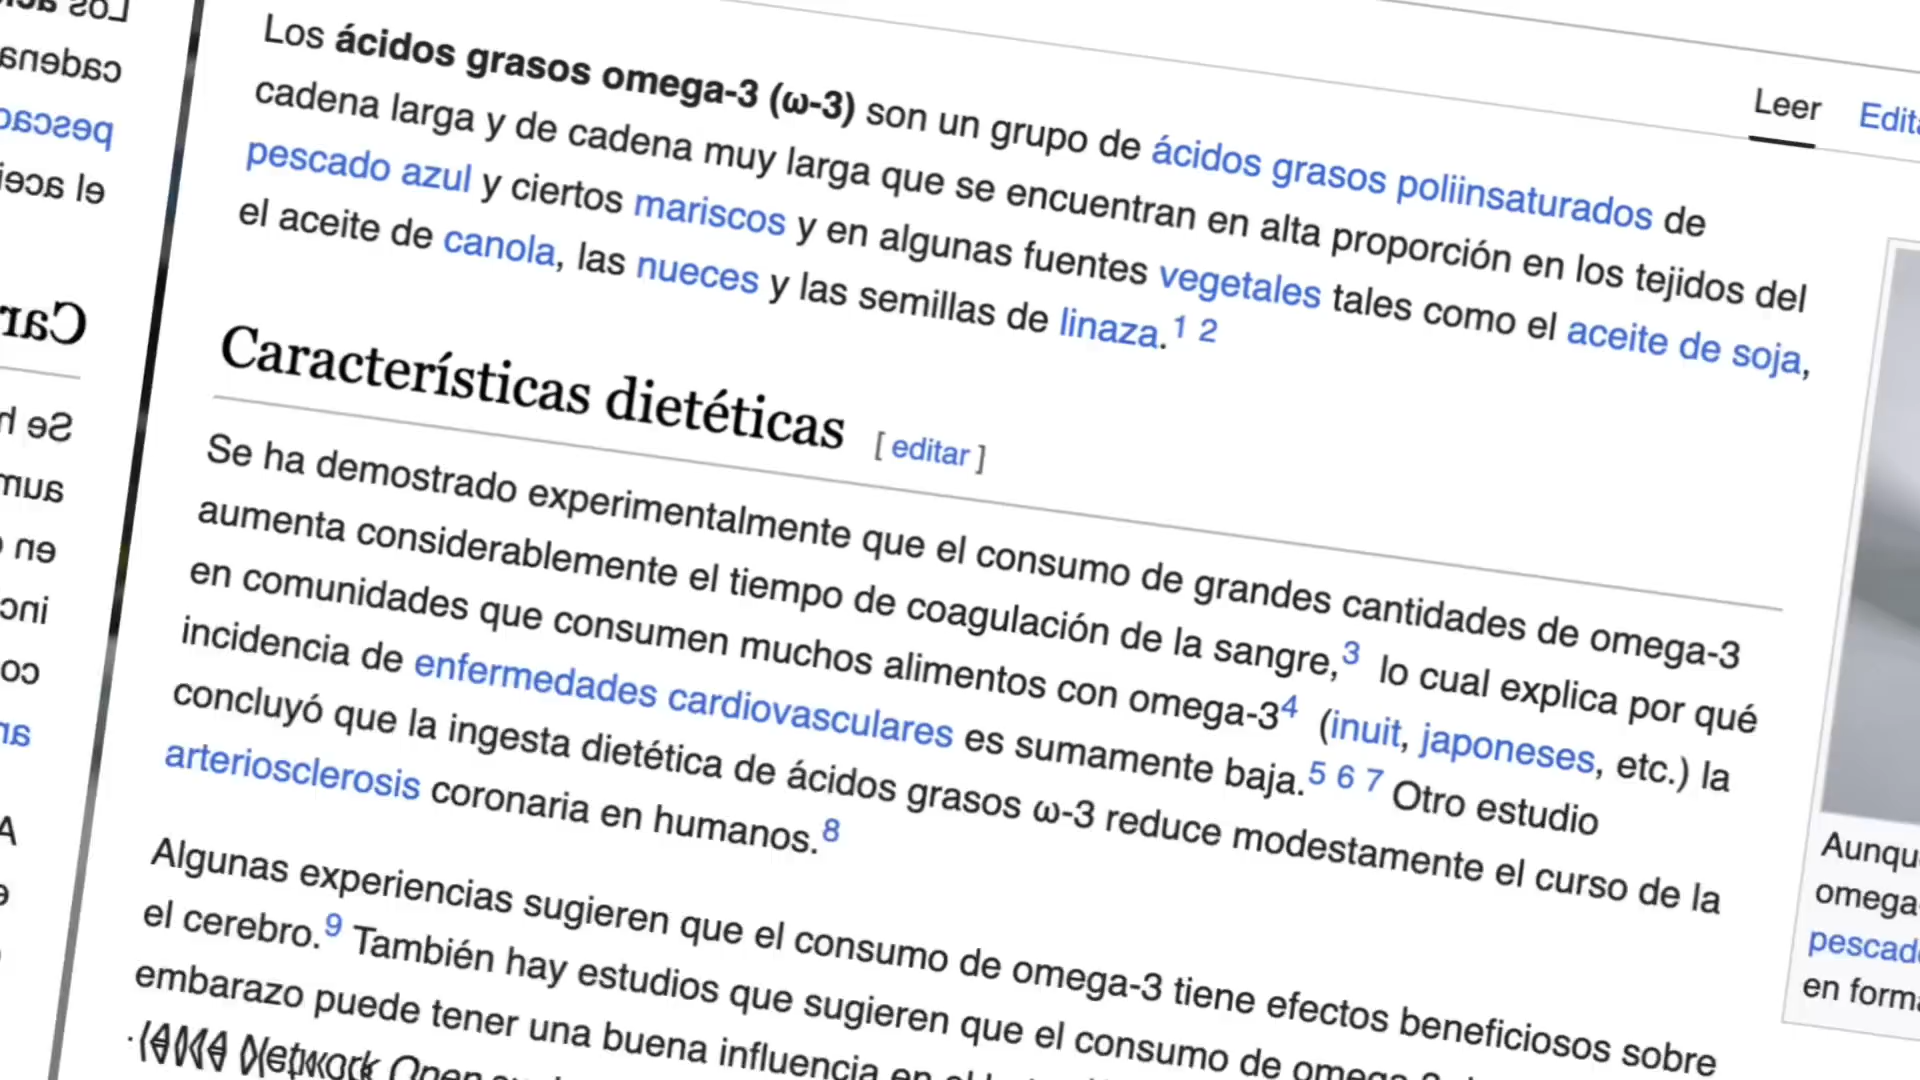 Leer Edit
Los ácidos grasos omega-3 (ω-3) son un grupo de ácidos grasos poliinsaturados de
cadena larga y de cadena muy larga que se encuentran en alta proporción en los tejidos del
pescado azul y ciertos mariscos y en algunas fuentes vegetales tales como el aceite de soja,
el aceite de canola, las nueces y las semillas de linaza.1 2
Características dietéticas [ editar ]
Se ha demostrado experimentalmente que el consumo de grandes cantidades de omega-3
aumenta considerablemente el tiempo de coagulación de la sangre,3 lo cual explica por qué
en comunidades que consumen muchos alimentos con omega-34 (inuit, japoneses, etc.) la
incidencia de enfermedades cardiovasculares es sumamente baja.5 6 7 Otro estudio
concluyó que la ingesta dietética de ácidos grasos ω-3 reduce modestamente el curso de la
arteriosclerosis coronaria en humanos.8
Algunas experiencias sugieren que el consumo de omega-3 tiene efectos beneficiosos sobre
el cerebro.9 También hay estudios que sugieren que el consumo de omega-3
embarazo puede tener una buena influencia en el
Network Open
Aunqu
omega-
pescad
en forma